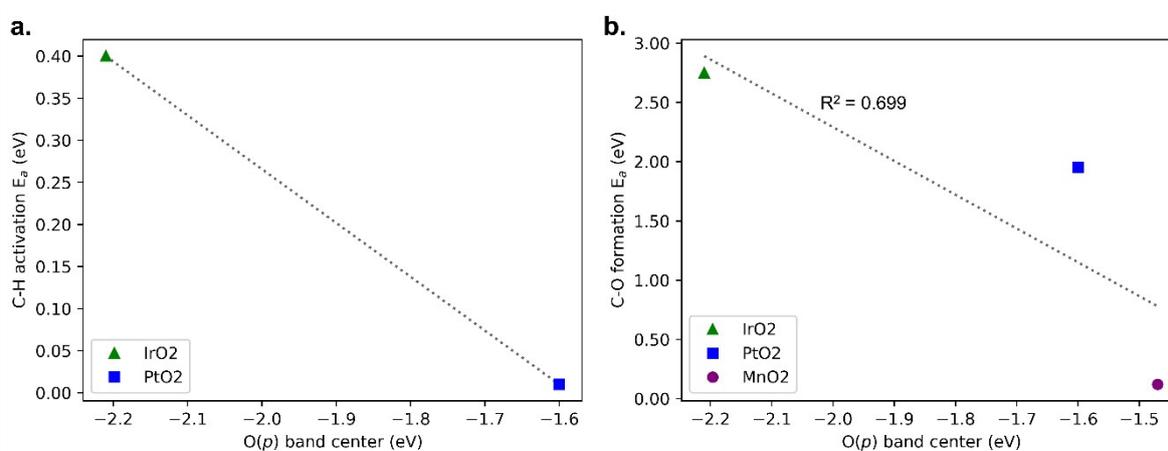 a.
C-H activation Eₐ (eV)
0.40
0.35
0.30
0.25
0.20
0.15
0.10
0.05
0.00
IrO2
PtO2
−2.2 −2.1 −2.0 −1.9 −1.8 −1.7 −1.6
O(p) band center (eV)
b.
C-O formation Eₐ (eV)
3.00
2.50
2.00
1.50
1.00
0.50
0.00
R² = 0.699
IrO2
PtO2
MnO2
−2.2 −2.1 −2.0 −1.9 −1.8 −1.7 −1.6 −1.5
O(p) band center (eV)